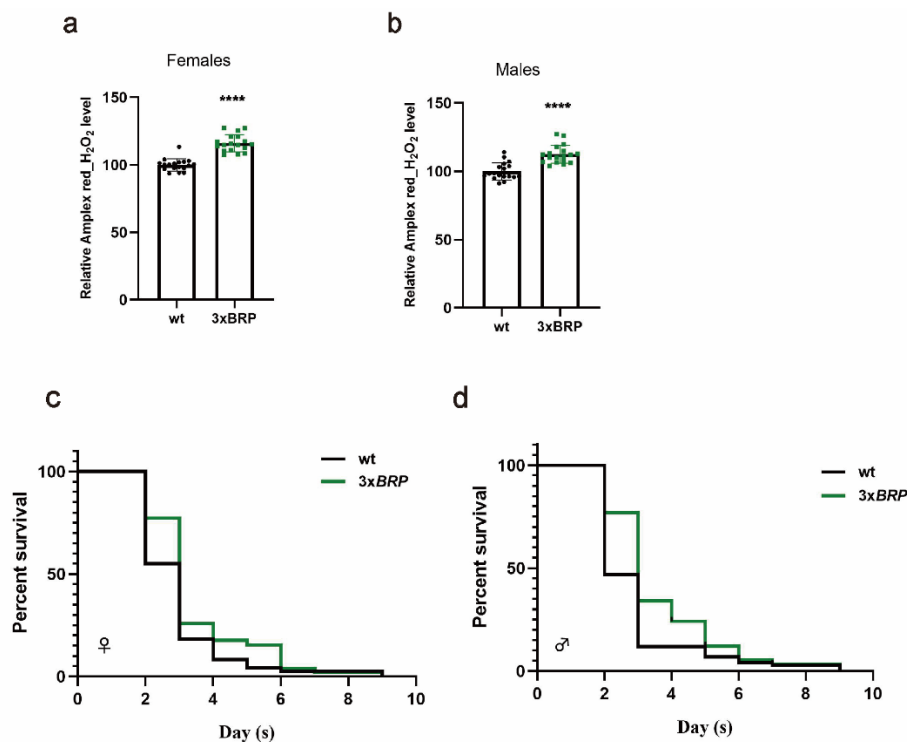 a
Females
Relative Amplex red_H₂O₂ level
150
100
50
0
****
wt
3xBRP
b
Males
Relative Amplex red_H₂O₂ level
150
100
50
0
****
wt
3xBRP
c
Percent survival
100
50
0
wt
3xBRP
♀
0 2 4 6 8 10
Day (s)
d
Percent survival
100
50
0
wt
3xBRP
♂
0 2 4 6 8 10
Day (s)